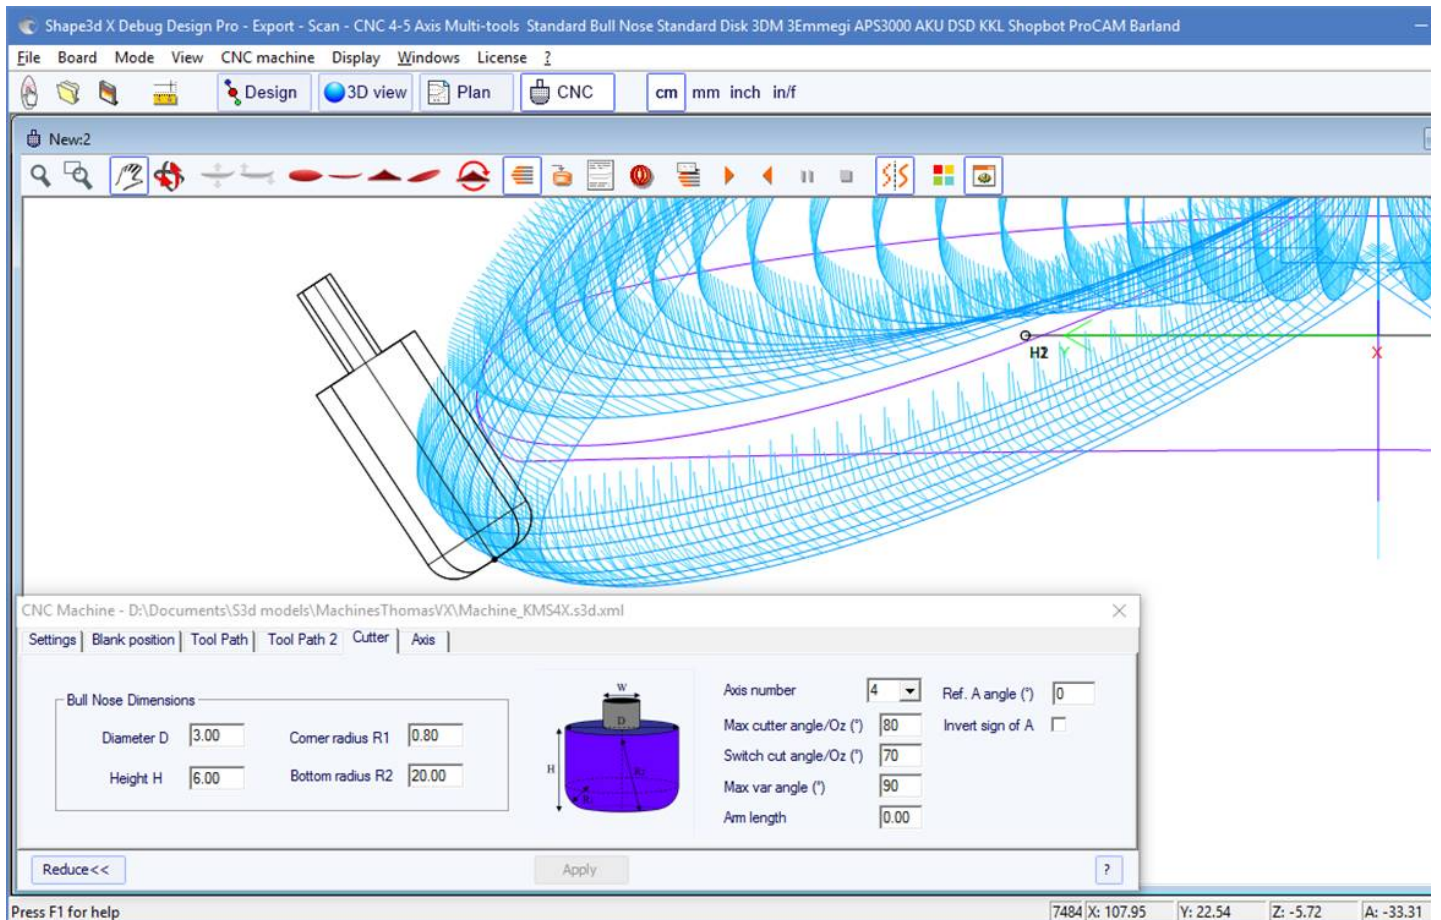 Shape3d X Debug Design Pro - Export - Scan - CNC 4-5 Axis Multi-tools  Standard Bull Nose Standard Disk 3DM 3Emmegi APS3000 AKU DSD KKL Shopbot ProCAM Barland
File Board Mode View CNC machine Display Windows License ?
Design 3D view Plan CNC cm mm inch in/f
New:2
H2 Y
X
CNC Machine - D:\Documents\S3d models\MachinesThomasVX\Machine_KMS4X.s3d.xml
Settings Blank position Tool Path Tool Path 2 Cutter Axis
Bull Nose Dimensions
Diameter D 3.00 Corner radius R1 0.80
Height H 6.00 Bottom radius R2 20.00
W
D
H
R2
R1
Axis number 4 Ref. A angle (°) 0
Max cutter angle/Oz (°) 80 Invert sign of A
Switch cut angle/Oz (°) 70
Max var angle (°) 90
Arm length 0.00
Reduce<< Apply ?
Press F1 for help 7484 X: 107.95 Y: 22.54 Z: -5.72 A: -33.31